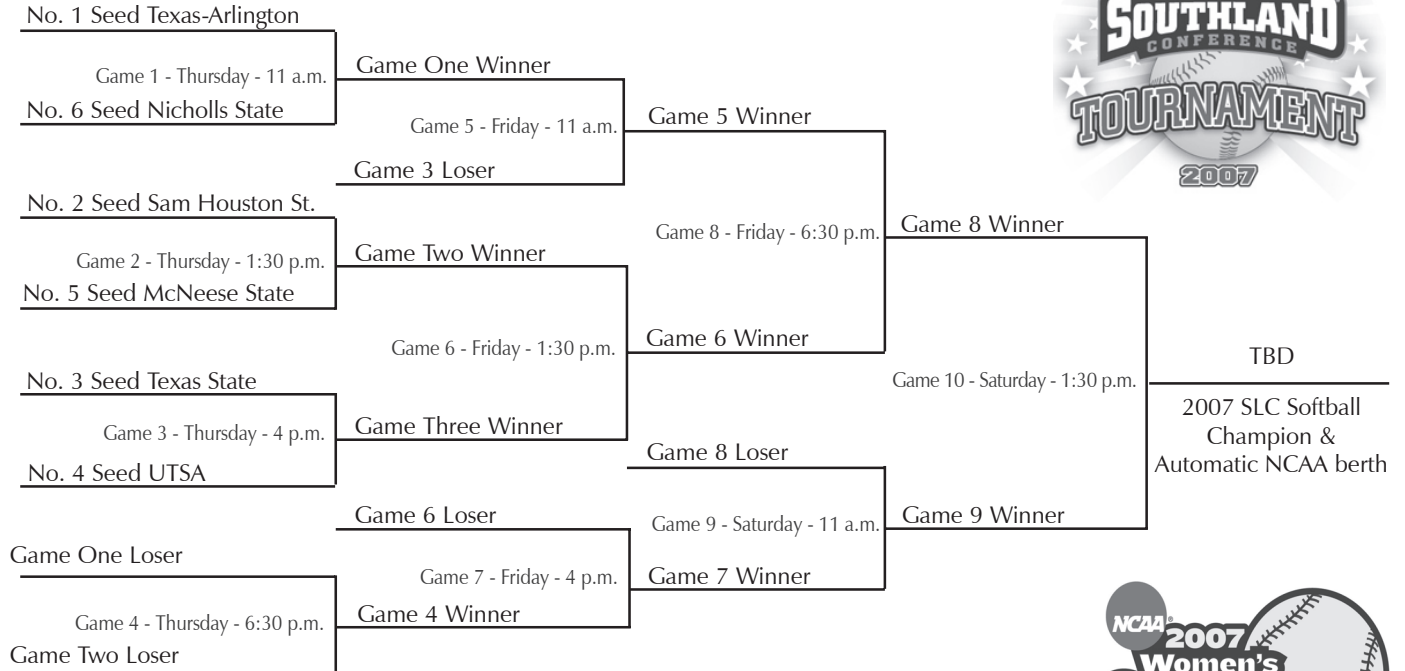 No. 1 Seed Texas-Arlington
Game 1 - Thursday - 11 a.m.
No. 6 Seed Nicholls State
Game One Winner
Game 5 - Friday - 11 a.m.
Game 3 Loser
Game 5 Winner
No. 2 Seed Sam Houston St.
Game 2 - Thursday - 1:30 p.m.
No. 5 Seed McNeese State
Game Two Winner
Game 6 - Friday - 1:30 p.m.
Game 6 Winner
Game 8 - Friday - 6:30 p.m.
Game 8 Winner
No. 3 Seed Texas State
Game 3 - Thursday - 4 p.m.
No. 4 Seed UTSA
Game Three Winner
Game 8 Loser
Game 9 - Saturday - 11 a.m.
Game 9 Winner
Game 10 - Saturday - 1:30 p.m.
Game 6 Loser
Game 7 - Friday - 4 p.m.
Game 7 Winner
Game One Loser
Game 4 - Thursday - 6:30 p.m.
Game Two Loser
Game 4 Winner
TBD
2007 SLC Softball
Champion &
Automatic NCAA berth
SOUTHLAND
CONFERENCE
TOURNAMENT
2007
NCAA®
2007
Women's